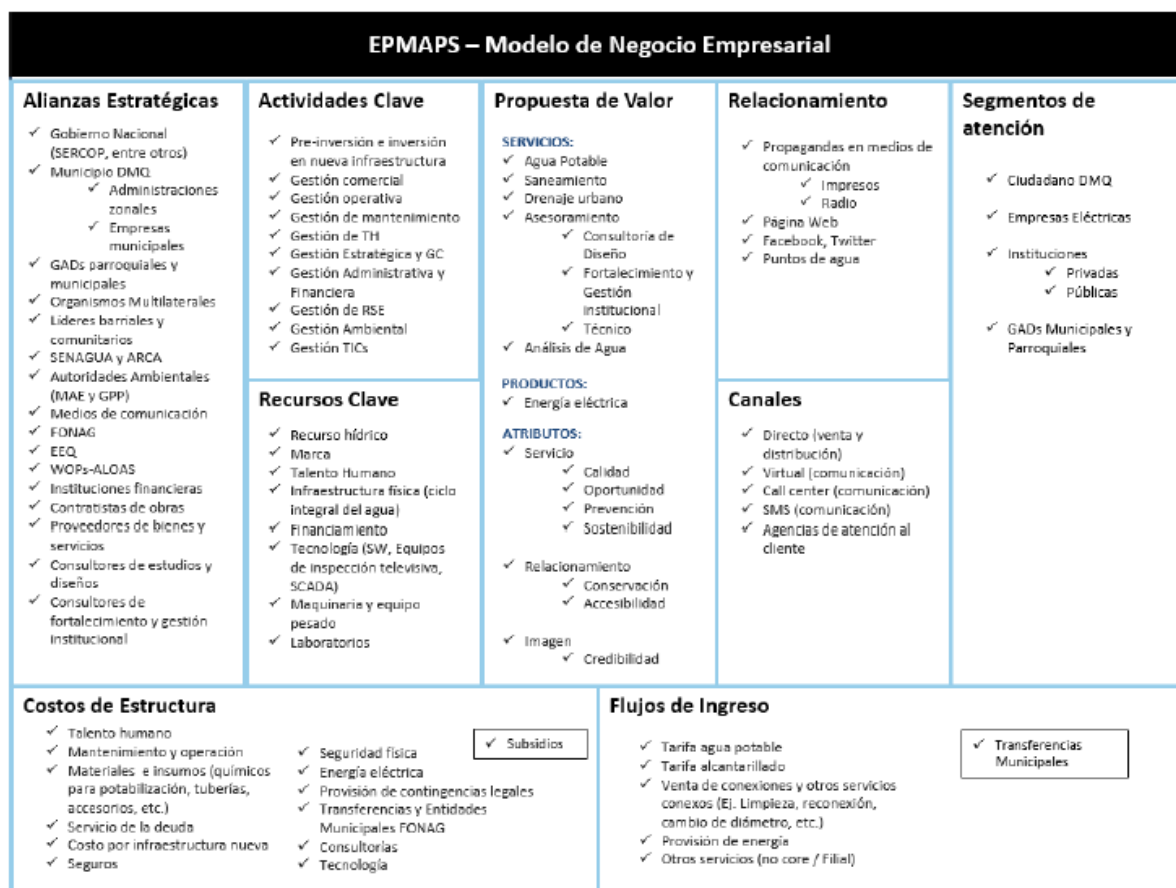 EPMAPS – Modelo de Negocio Empresarial
Alianzas Estratégicas
✓ Gobierno Nacional
(SERCOP, entre otros)
✓ Municipio DMQ
✓ Administraciones
zonales
✓ Empresas
municipales
✓ GADs parroquiales y
municipales
✓ Organismos Multilaterales
✓ Líderes barriales y
comunitarios
✓ SENAGUA y ARCA
✓ Autoridades Ambientales
(MAE y GPP)
✓ Medios de comunicación
✓ FONAG
✓ EEQ
✓ WOPs-ALOAS
✓ Instituciones financieras
✓ Contratistas de obras
✓ Proveedores de bienes y
servicios
✓ Consultores de estudios y
diseños
✓ Consultores de
fortalecimiento y gestión
institucional
Actividades Clave
✓ Pre-inversión e inversión
en nueva infraestructura
✓ Gestión comercial
✓ Gestión operativa
✓ Gestión de mantenimiento
✓ Gestión de TH
✓ Gestión Estratégica y GC
✓ Gestión Administrativa y
Financiera
✓ Gestión de RSE
✓ Gestión Ambiental
✓ Gestión TICs
Recursos Clave
✓ Recurso hídrico
✓ Marca
✓ Talento Humano
✓ Infraestructura física (ciclo
integral del agua)
✓ Financiamiento
✓ Tecnología (SW, Equipos
de inspección televisiva,
SCADA)
✓ Maquinaria y equipo
pesado
✓ Laboratorios
Propuesta de Valor
SERVICIOS:
✓ Agua Potable
✓ Saneamiento
✓ Drenaje urbano
✓ Asesoramiento
✓ Consultoría de
Diseño
✓ Fortalecimiento y
Gestión
institucional
✓ Técnico
✓ Análisis de Agua
PRODUCTOS:
✓ Energía eléctrica
ATRIBUTOS:
✓ Servicio
✓ Calidad
✓ Oportunidad
✓ Prevención
✓ Sostenibilidad
✓ Relacionamiento
✓ Conservación
✓ Accesibilidad
✓ Imagen
✓ Credibilidad
Relacionamiento
✓ Propagandas en medios de
comunicación
✓ Impresos
✓ Radio
✓ Página Web
✓ Facebook, Twitter
✓ Puntos de agua
Canales
✓ Directo (venta y
distribución)
✓ Virtual (comunicación)
✓ Call center (comunicación)
✓ SMS (comunicación)
✓ Agencias de atención al
cliente
Segmentos de
atención
✓ Ciudadano DMQ
✓ Empresas Eléctricas
✓ Instituciones
✓ Privadas
✓ Públicas
✓ GADs Municipales y
Parroquiales
Costos de Estructura
✓ Talento humano
✓ Mantenimiento y operación
✓ Materiales e insumos (químicos
para potabilización, tuberías,
accesorios, etc.)
✓ Servicio de la deuda
✓ Costo por infraestructura nueva
✓ Seguros
✓ Seguridad física
✓ Energía eléctrica
✓ Provisión de contingencias legales
✓ Transferencias y Entidades
Municipales FONAG
✓ Consultorías
✓ Tecnología
✓ Subsidios
Flujos de Ingreso
✓ Tarifa agua potable
✓ Tarifa alcantarillado
✓ Venta de conexiones y otros servicios
conexos (Ej. Limpieza, reconexión,
cambio de diámetro, etc.)
✓ Provisión de energía
✓ Otros servicios (no core / Filial)
✓ Transferencias
Municipales